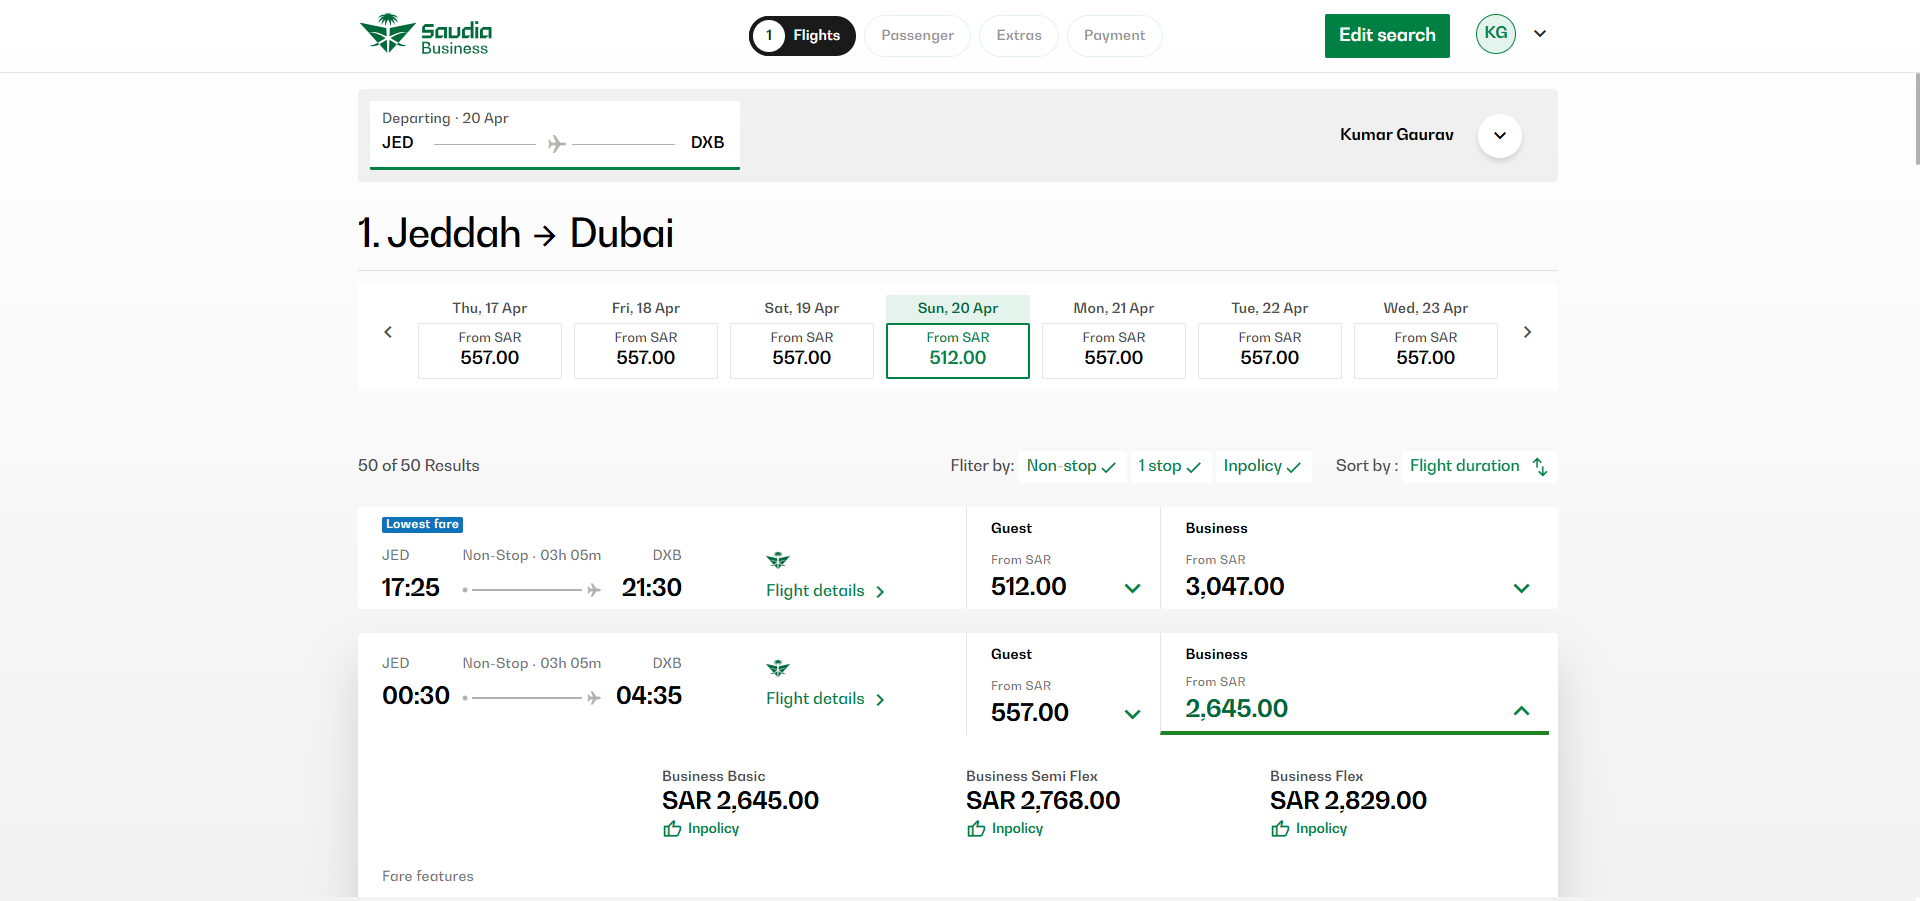 Saudia
Business
1 Flights
Passenger
Extras
Payment
Edit search
KG
Departing · 20 Apr
JED
DXB
Kumar Gaurav
1. Jeddah → Dubai
Thu, 17 Apr
From SAR
557.00
Fri, 18 Apr
From SAR
557.00
Sat, 19 Apr
From SAR
557.00
Sun, 20 Apr
From SAR
512.00
Mon, 21 Apr
From SAR
557.00
Tue, 22 Apr
From SAR
557.00
Wed, 23 Apr
From SAR
557.00
50 of 50 Results
Fliter by: Non-stop 1 stop Inpolicy
Sort by : Flight duration
Lowest fare
JED Non-Stop · 03h 05m DXB
17:25 21:30
Flight details
Guest
From SAR
512.00
Business
From SAR
3,047.00
JED Non-Stop · 03h 05m DXB
00:30 04:35
Flight details
Guest
From SAR
557.00
Business
From SAR
2,645.00
Business Basic
SAR 2,645.00
Inpolicy
Business Semi Flex
SAR 2,768.00
Inpolicy
Business Flex
SAR 2,829.00
Inpolicy
Fare features